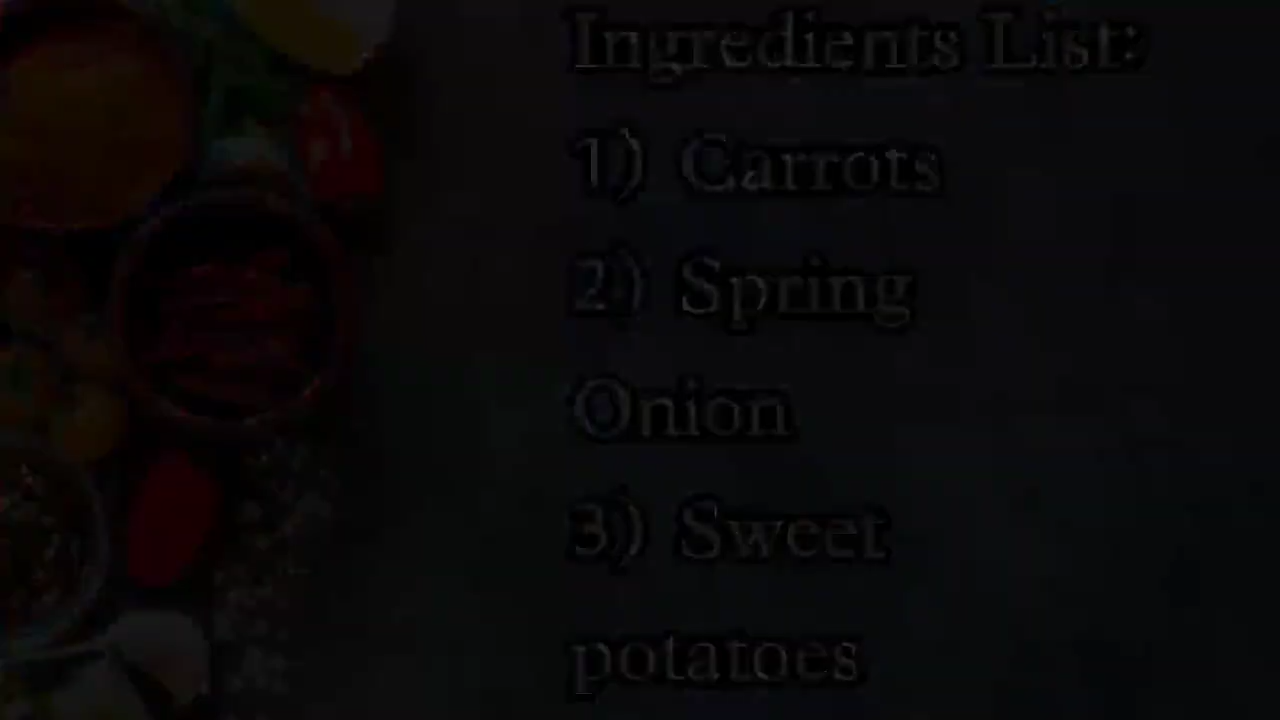 Ingredients List:
1) Carrots
2) Spring
Onion
3) Sweet
potatoes